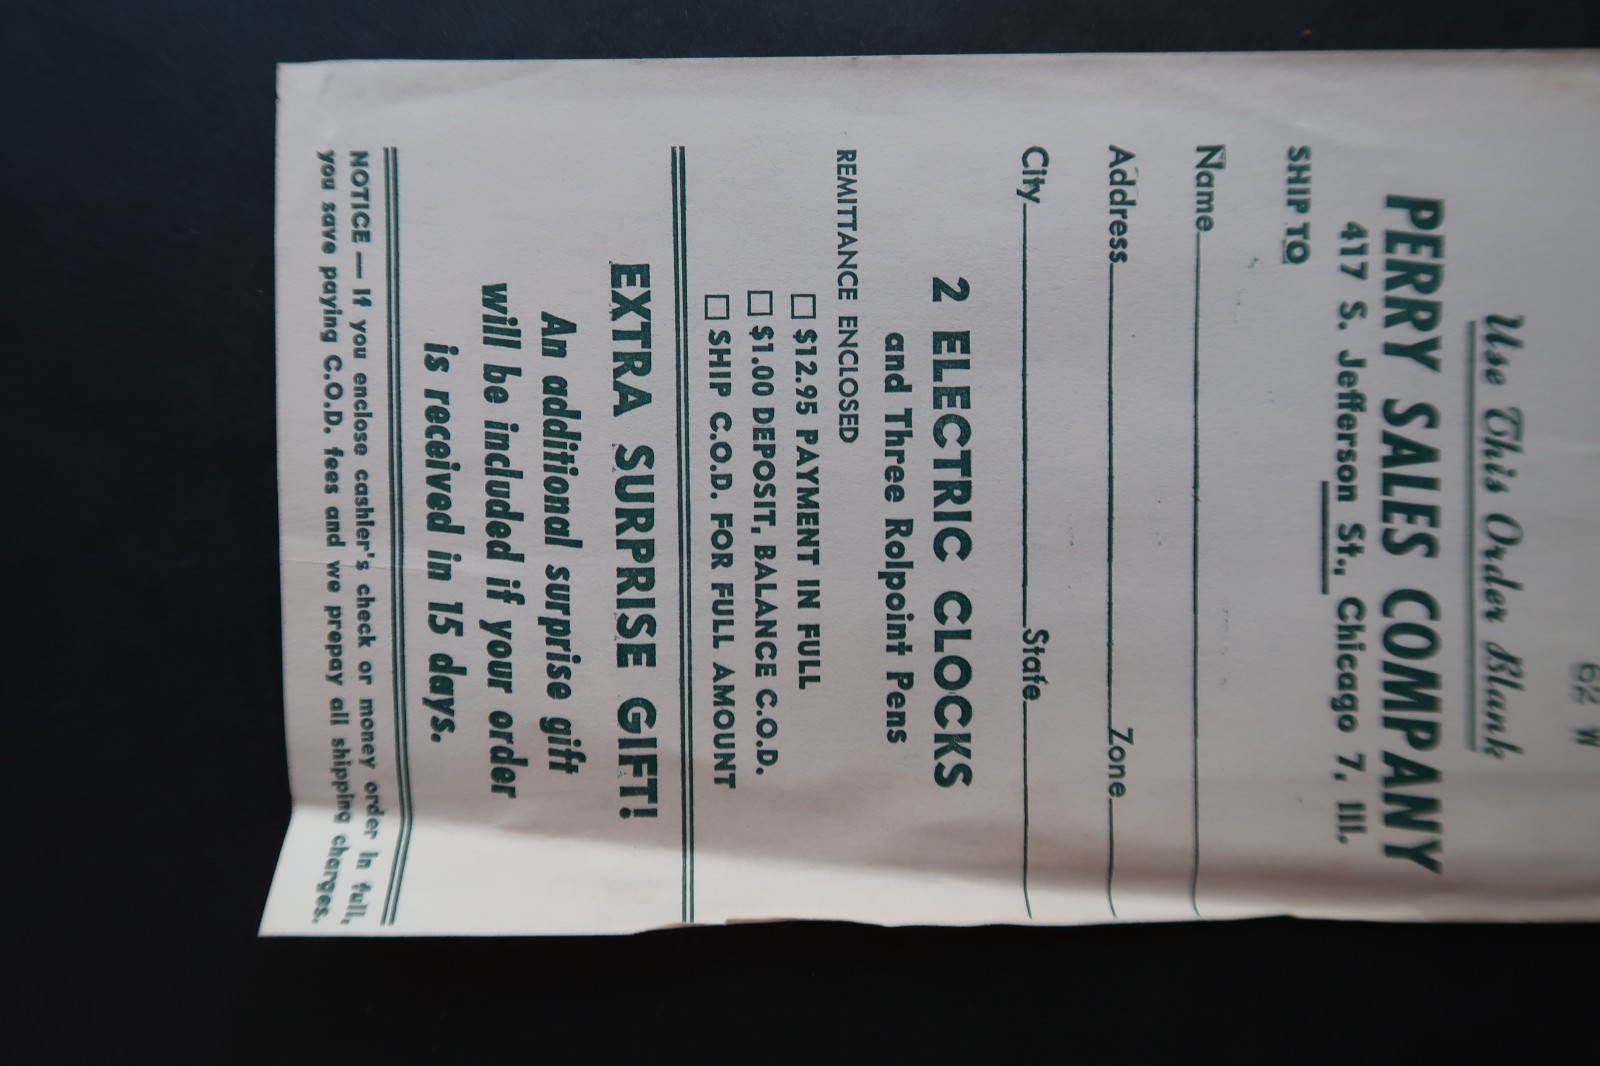 62 W
Use This Order Blank
PERRY SALES COMPANY
417 S. Jefferson St., Chicago 7, Ill.
SHIP TO
Name
Address Zone
City State
2 ELECTRIC CLOCKS
and Three Rolpoint Pens
REMITTANCE ENCLOSED
☐ $12.95 PAYMENT IN FULL
☐ $1.00 DEPOSIT, BALANCE C.O.D.
☐ SHIP C.O.D. FOR FULL AMOUNT
EXTRA SURPRISE GIFT!
An additional surprise gift
will be included if your order
is received in 15 days.
NOTICE — If you enclose cashier's check or money order in full,
you save paying C.O.D. fees and we prepay all shipping charges.